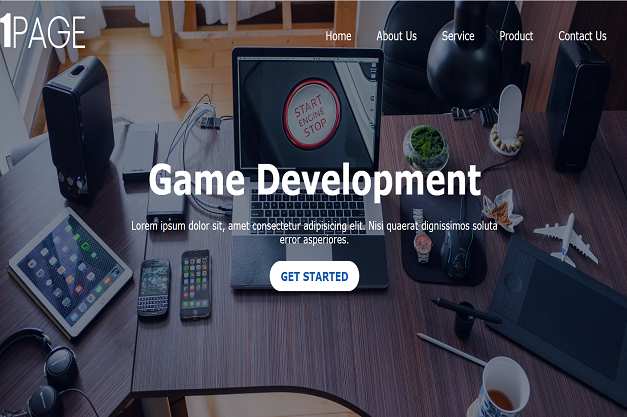 1PAGE
Home About Us Service Product Contact Us
START
ENGINE
STOP
Game Development
Lorem ipsum dolor sit, amet consectetur adipisicing elit. Nisi quaerat dignissimos soluta
error asperiores.
GET STARTED